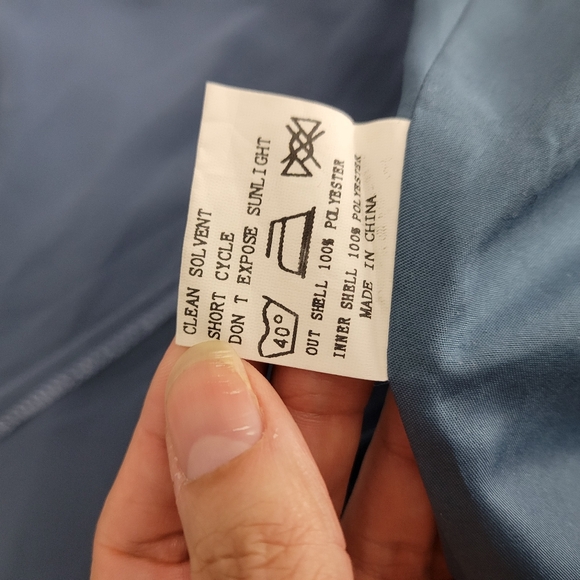 CLEAN SOLVENT
SHORT CYCLE
DON T EXPOSE SUNLIGHT
40°
OUT SHELL 100% POLYESTER
INNER SHELL 100% POLYESTER
MADE IN CHINA